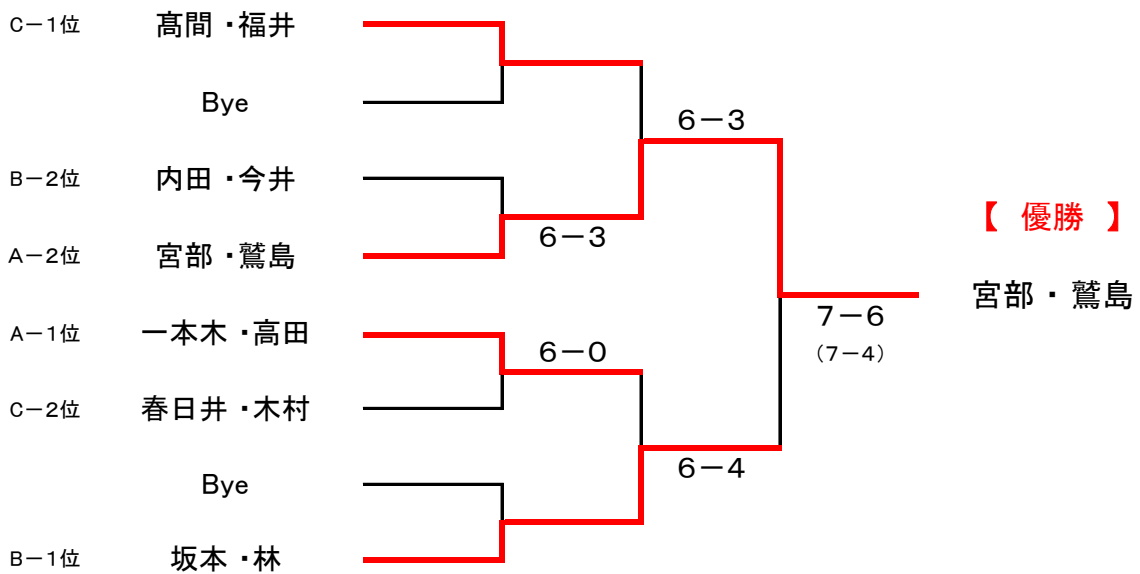 C－1位 髙間・福井
Bye
6－3
B－2位 内田・今井
【 優勝 】
6－3
A－2位 宮部・鷲島
宮部・鷲島
7－6
A－1位 一本木・高田
6－0
（7－4）
C－2位 春日井・木村
6－4
Bye
B－1位 坂本・林